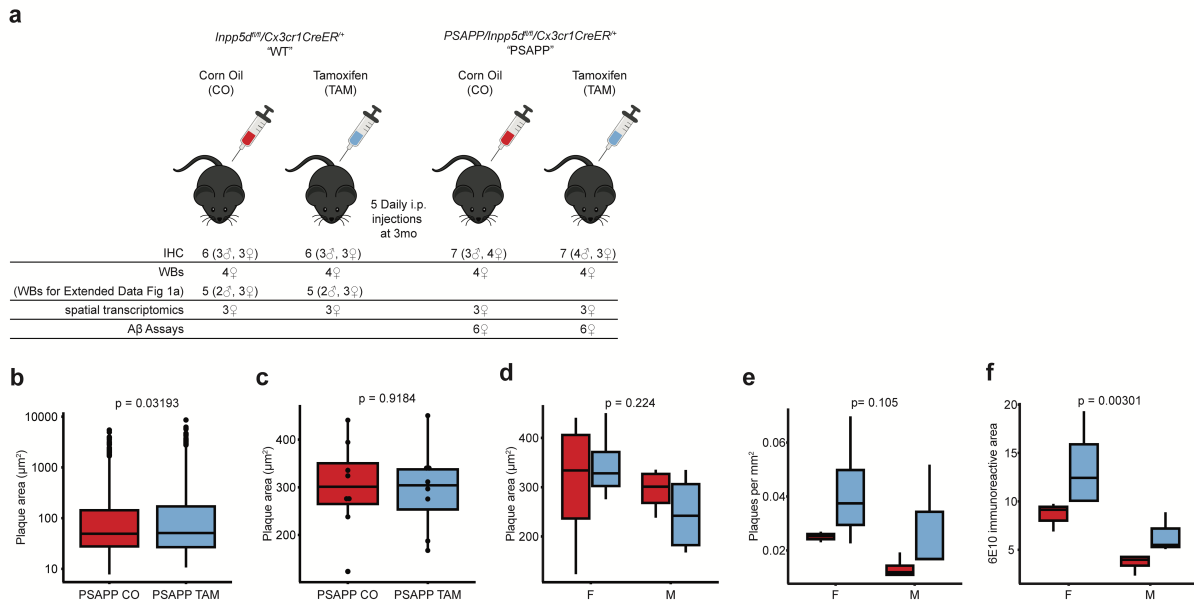 a
Inpp5dfl/fl/Cx3cr1CreER/+
“WT”
PSAPP/Inpp5dfl/fl/Cx3cr1CreER/+
“PSAPP”
Corn Oil
(CO)
Tamoxifen
(TAM)
Corn Oil
(CO)
Tamoxifen
(TAM)
5 Daily i.p.
injections
at 3mo
IHC 6 (3♂, 3♀) 6 (3♂, 3♀) 7 (3♂, 4♀) 7 (4♂, 3♀)
WBs 4♀ 4♀ 4♀ 4♀
(WBs for Extended Data Fig 1a) 5 (2♂, 3♀) 5 (2♂, 3♀)
spatial transcriptomics 3♀ 3♀ 3♀ 3♀
Aβ Assays 6♀ 6♀
b
p = 0.03193
Plaque area (µm²)
10000
1000
100
10
PSAPP CO PSAPP TAM
c
p = 0.9184
Plaque area (µm²)
400
300
200
PSAPP CO PSAPP TAM
d
p = 0.224
Plaque area (µm²)
400
300
200
F M
e
p= 0.105
Plaques per mm²
0.06
0.04
0.02
F M
f
p = 0.00301
6E10 immunoreactive area
20
15
10
5
F M